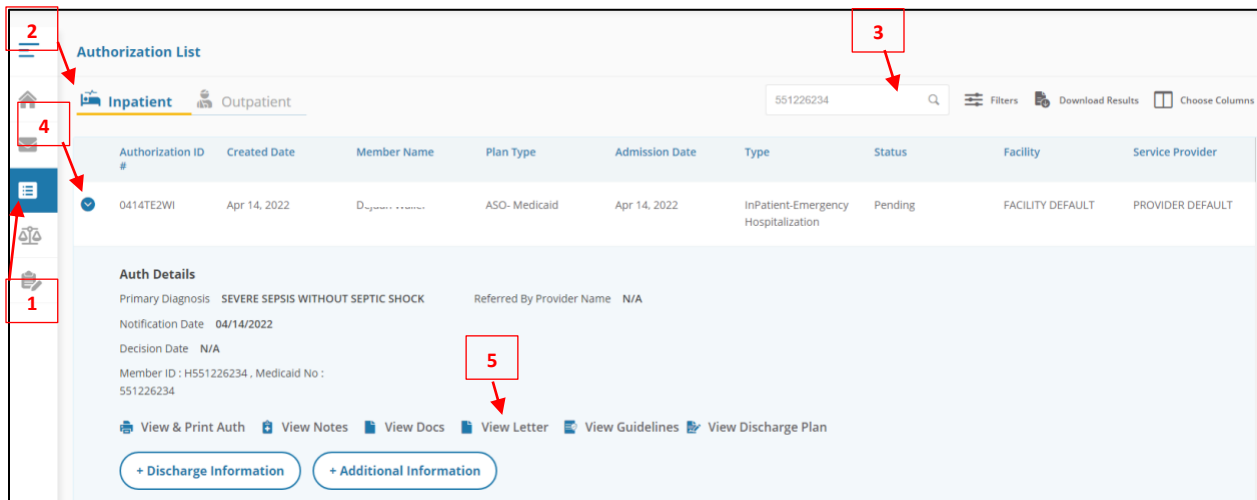 2
3
Authorization List
Inpatient Outpatient 551226234 Filters Download Results Choose Columns
4
Authorization ID Created Date Member Name Plan Type Admission Date Type Status Facility Service Provider
#
0414TE2WI Apr 14, 2022 ASO- Medicaid Apr 14, 2022 InPatient-Emergency Pending FACILITY DEFAULT PROVIDER DEFAULT
Hospitalization
Auth Details
1
Primary Diagnosis SEVERE SEPSIS WITHOUT SEPTIC SHOCK Referred By Provider Name N/A
Notification Date 04/14/2022
Decision Date N/A
5
Member ID : H551226234 , Medicaid No :
551226234
View & Print Auth View Notes View Docs View Letter View Guidelines View Discharge Plan
+ Discharge Information + Additional Information